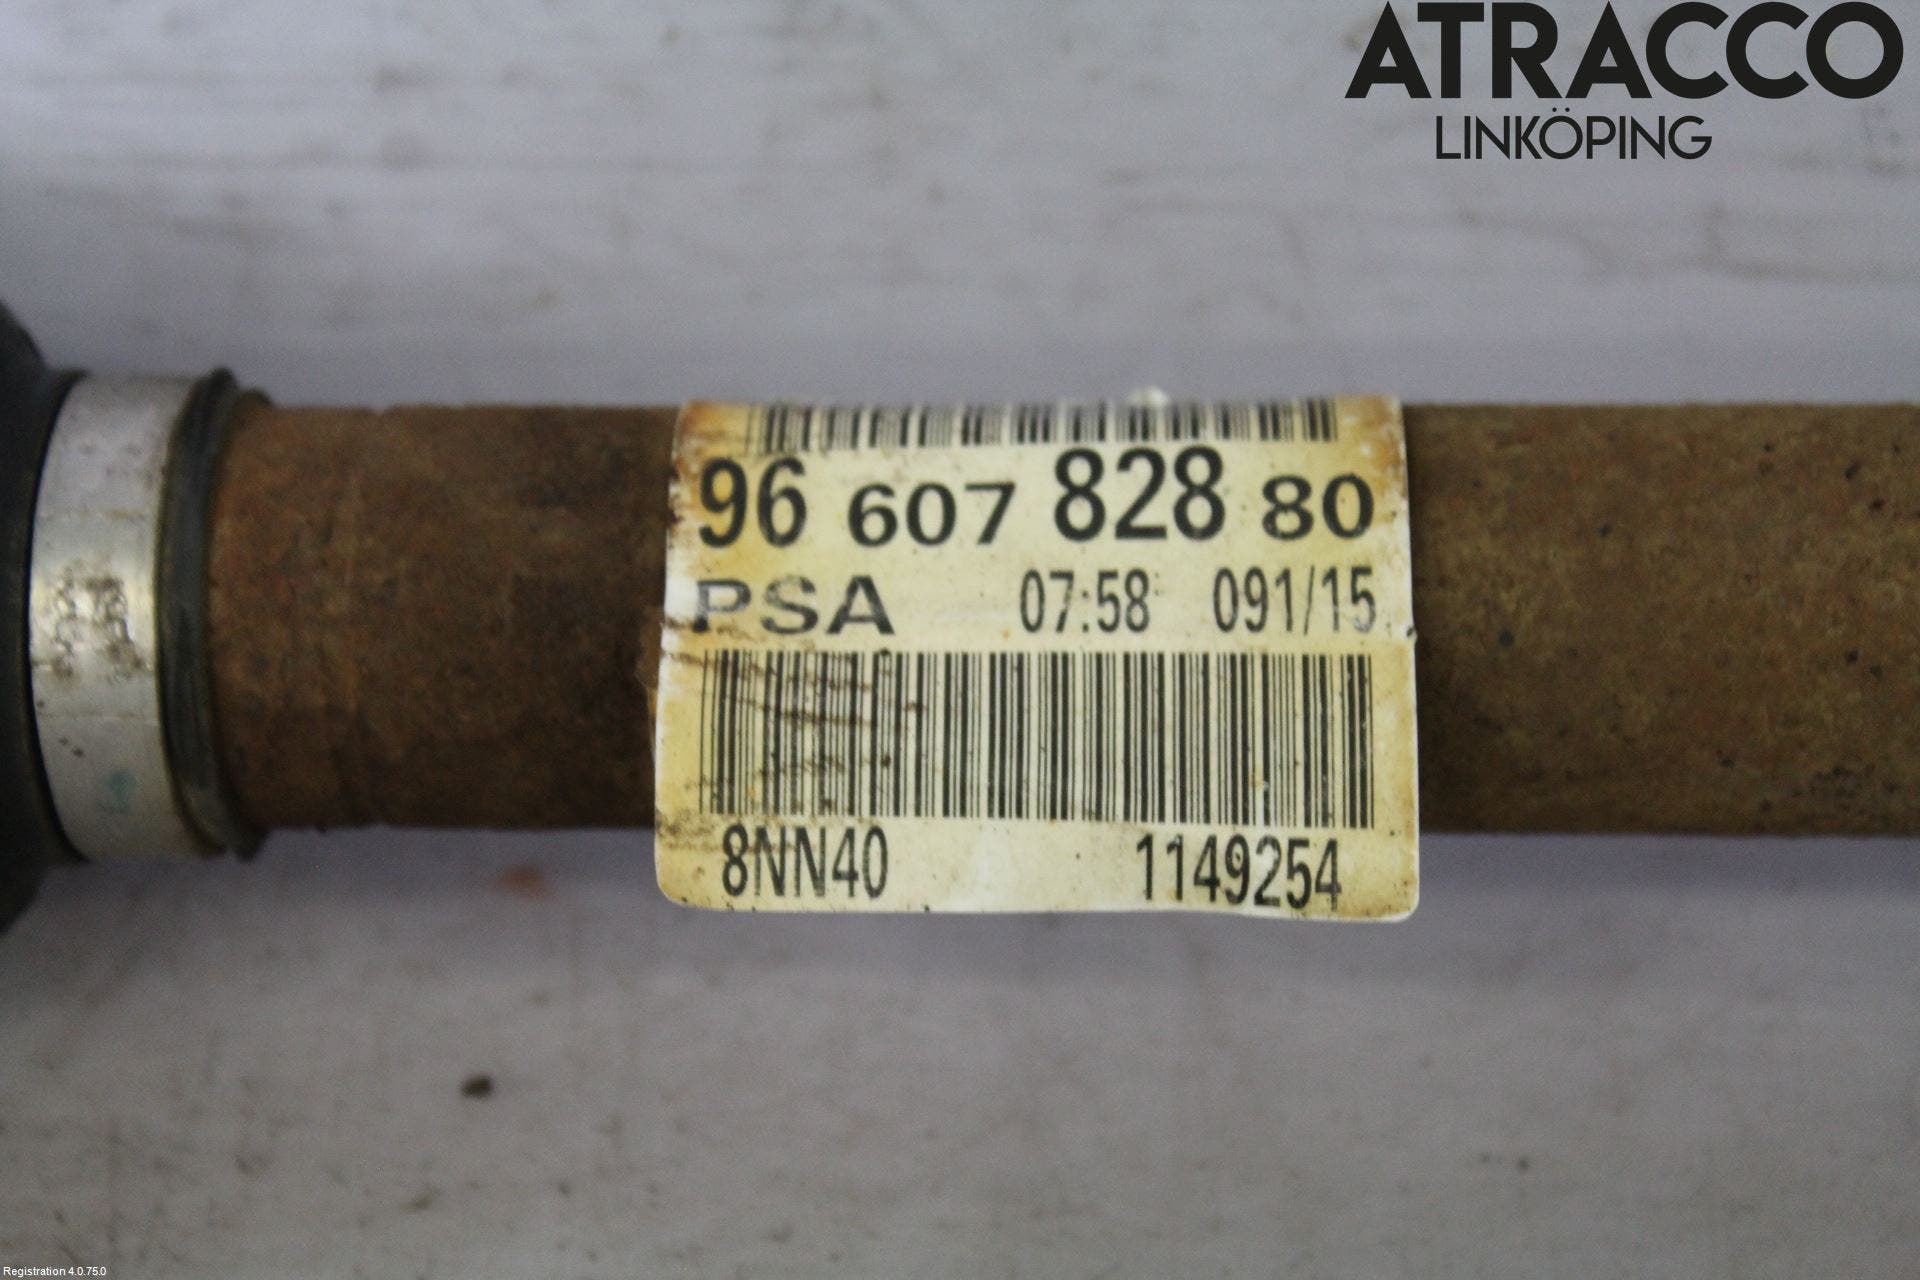 ATRACCO
LINKÖPING
96 607 828 80
PSA 07:58 091/15
8NN40 1149254
Registration 4.0.75.0